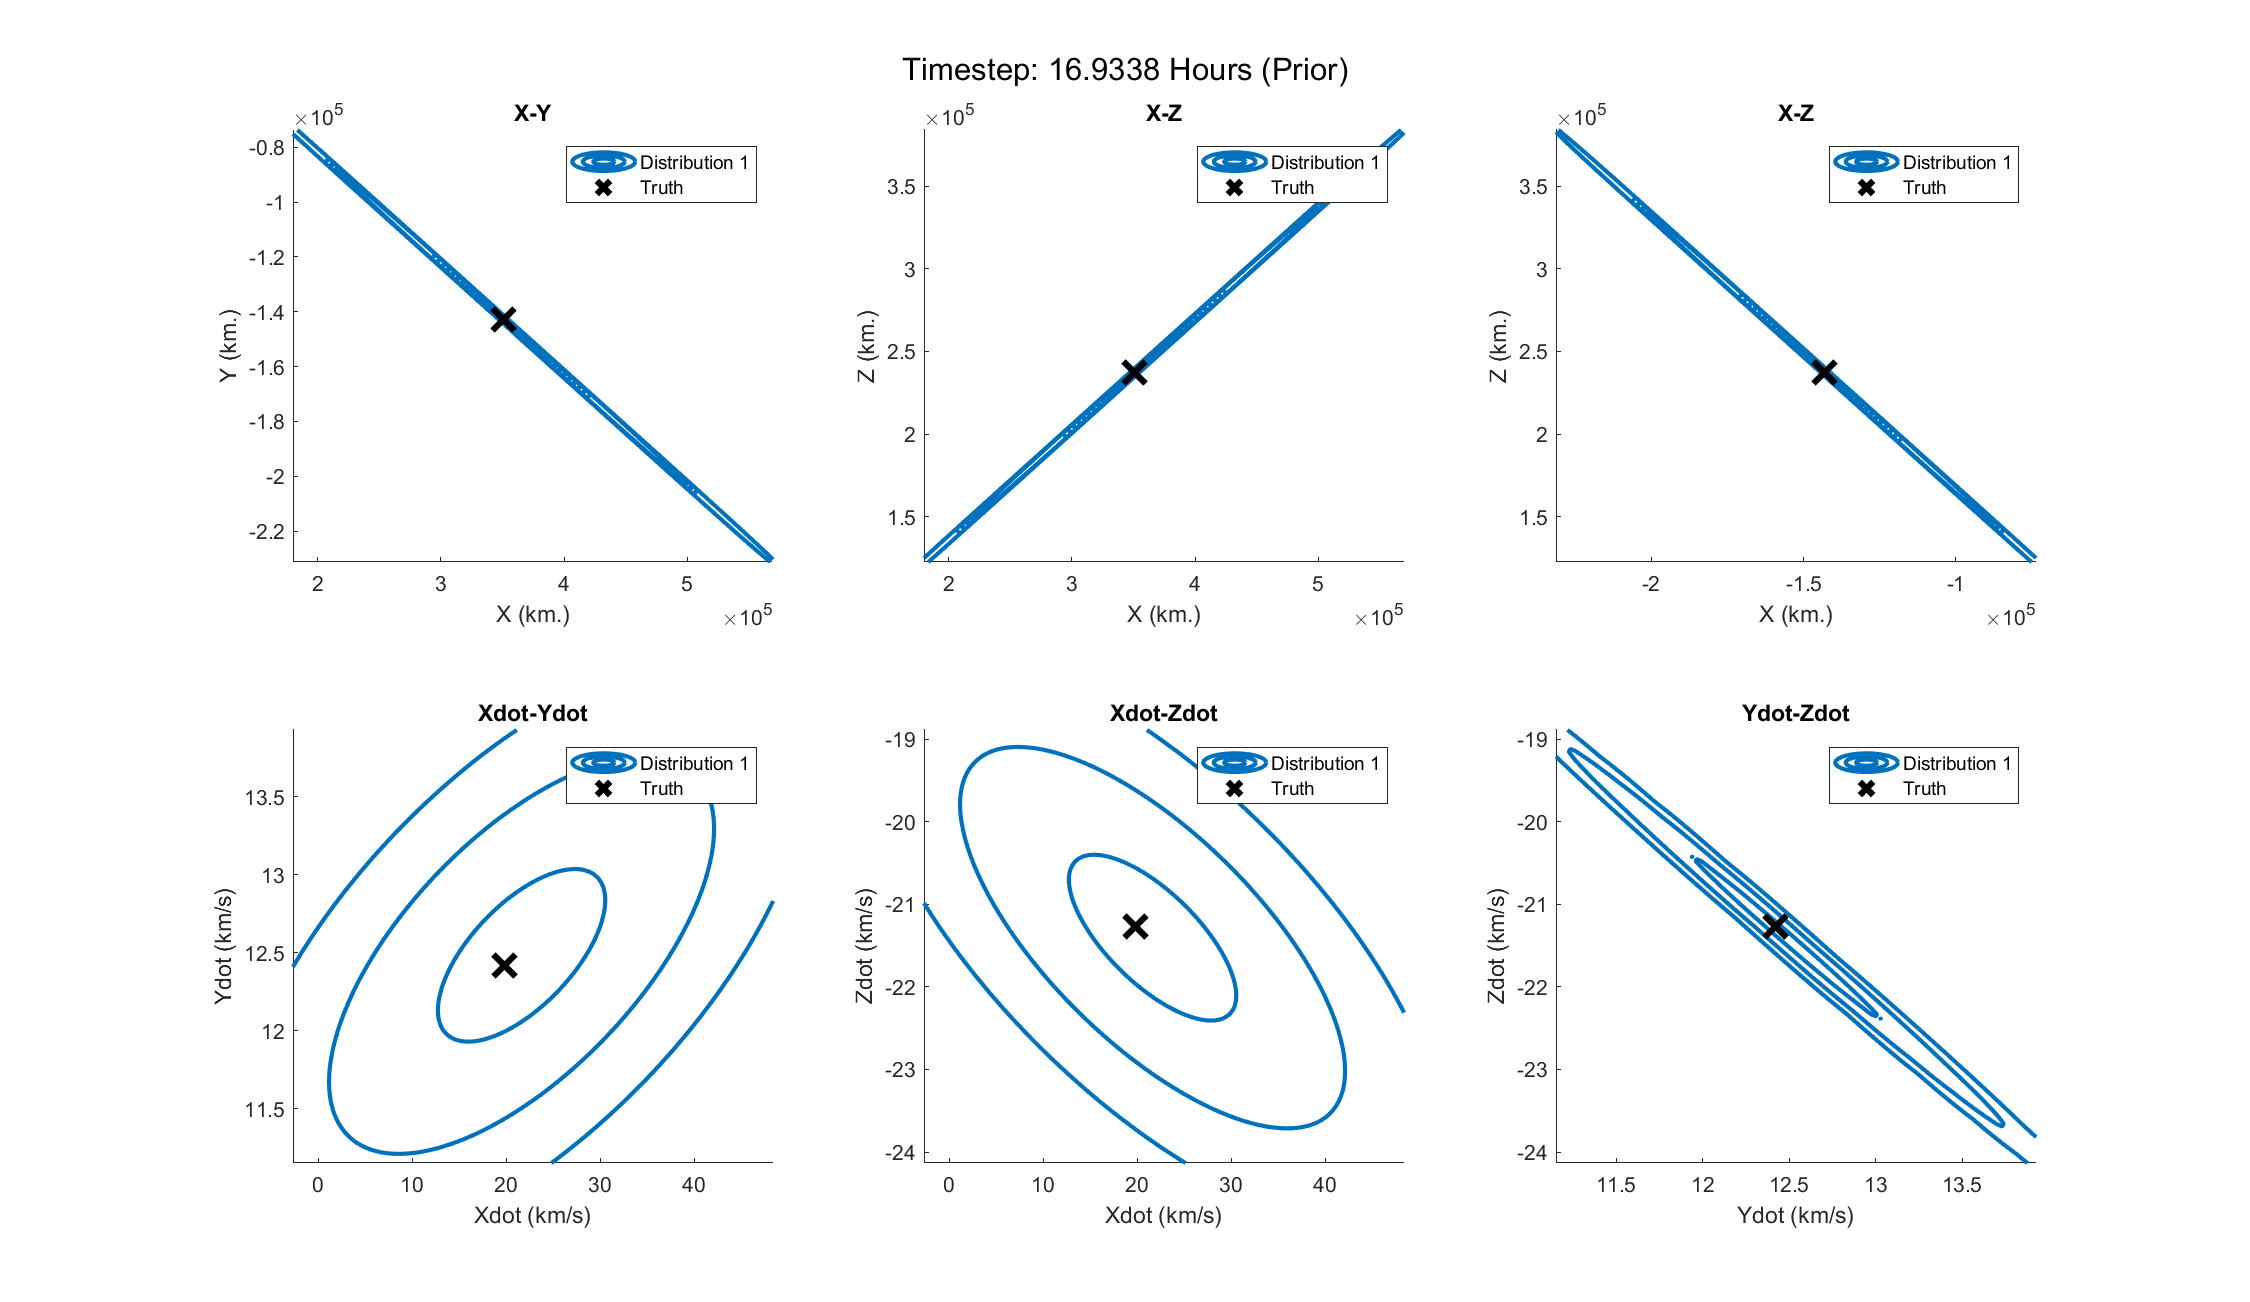 Timestep: 16.9338 Hours (Prior)
X-Y
×10^5
Distribution 1
Truth
-0.8
-1
-1.2
-1.4
-1.6
-1.8
-2
-2.2
Y (km.)
2 3 4 5
X (km.)
×10^5
X-Z
×10^5
Distribution 1
Truth
3.5
3
2.5
2
1.5
Z (km.)
2 3 4 5
X (km.)
×10^5
X-Z
×10^5
Distribution 1
Truth
3.5
3
2.5
2
1.5
Z (km.)
-2 -1.5 -1
X (km.)
×10^5
Xdot-Ydot
Distribution 1
Truth
13.5
13
12.5
12
11.5
Ydot (km/s)
0 10 20 30 40
Xdot (km/s)
Xdot-Zdot
Distribution 1
Truth
-19
-20
-21
-22
-23
-24
Zdot (km/s)
0 10 20 30 40
Xdot (km/s)
Ydot-Zdot
Distribution 1
Truth
-19
-20
-21
-22
-23
-24
Zdot (km/s)
11.5 12 12.5 13 13.5
Ydot (km/s)